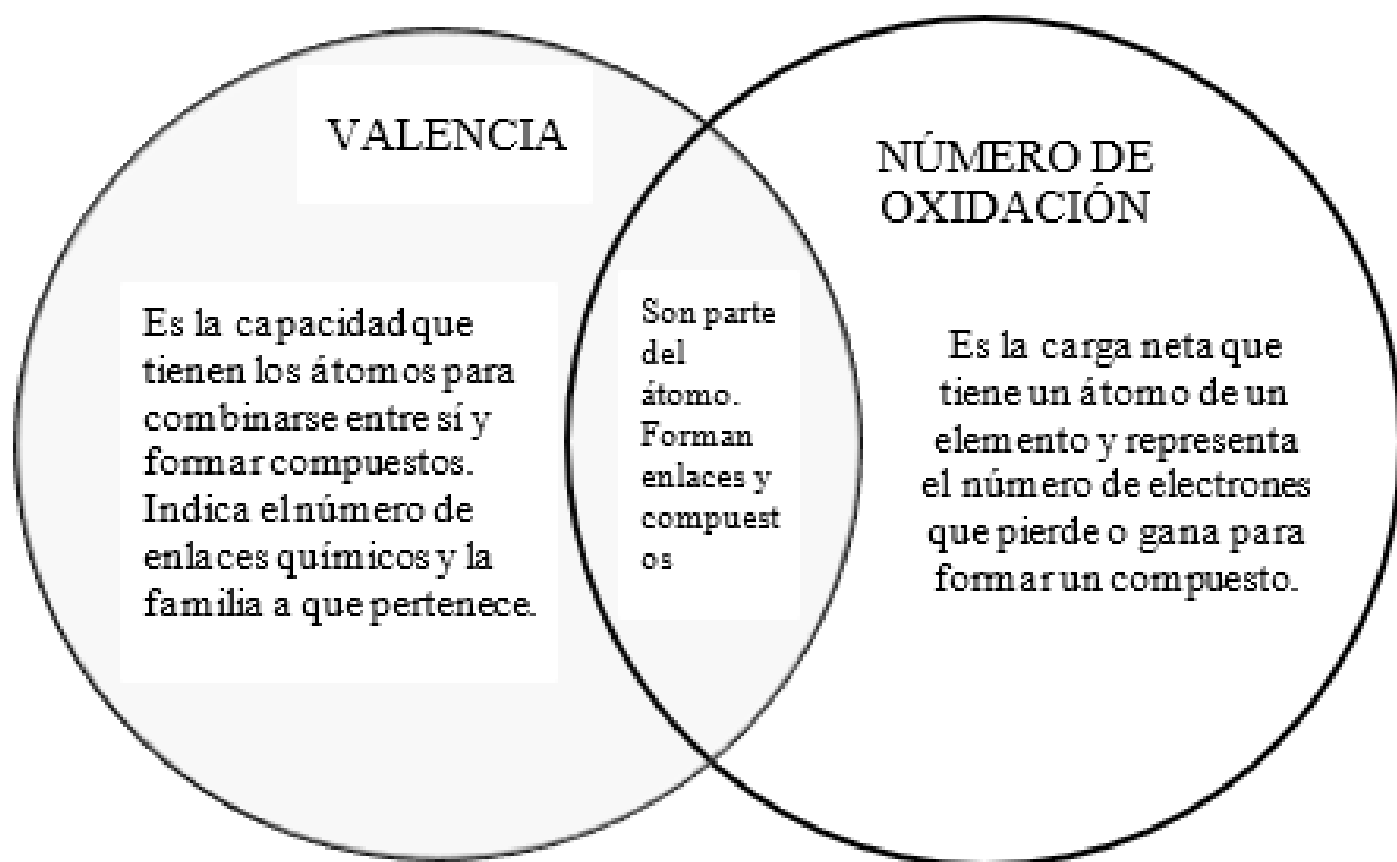 VALENCIA
Es la capacidad que
tienen los átomos para
combinarse entre sí y
formar compuestos.
Indica el número de
enlaces químicos y la
familia a que pertenece.
Son parte
del
átomo.
Forman
enlaces y
compuest
os
NÚMERO DE
OXIDACIÓN
Es la carga neta que
tiene un átomo de un
elemento y representa
el número de electrones
que pierde o gana para
formar un compuesto.